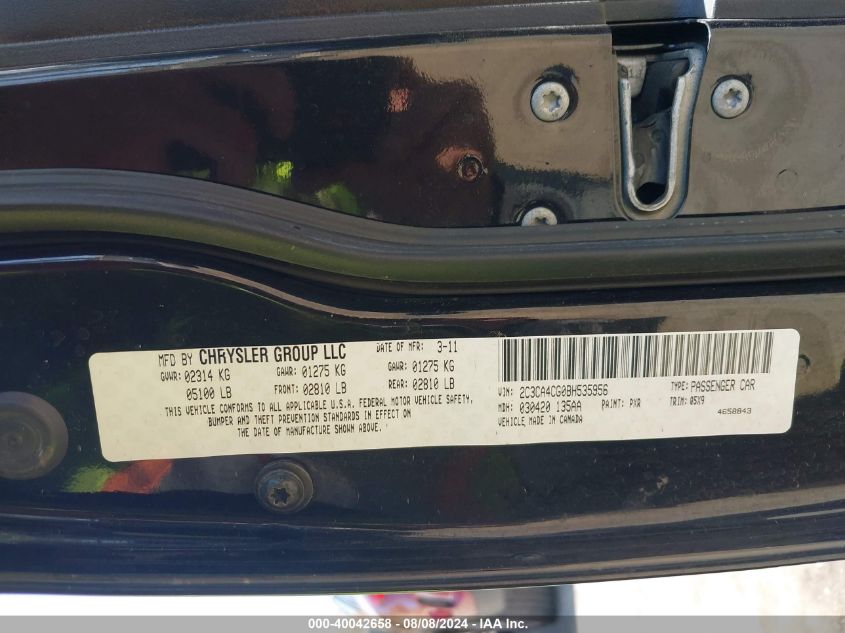 MFD BY CHRYSLER GROUP LLC DATE OF MFR: 3-11
GVWR: 02314 KG GAWR: 01275 KG GAWR: 01275 KG
05100 LB FRONT: 02810 LB REAR: 02810 LB
THIS VEHICLE CONFORMS TO ALL APPLICABLE U.S.A. FEDERAL MOTOR VEHICLE SAFETY,
BUMPER AND THEFT PREVENTION STANDARDS IN EFFECT ON
THE DATE OF MANUFACTURE SHOWN ABOVE.
VIN: 2C3CA4CG0BH535956 TYPE: PASSENGER CAR
MDH: 030420 135AA PAINT: PXR TRIM: 05X9
VEHICLE MADE IN CANADA 4658843
000-40042658 - 08/08/2024 - IAA Inc.